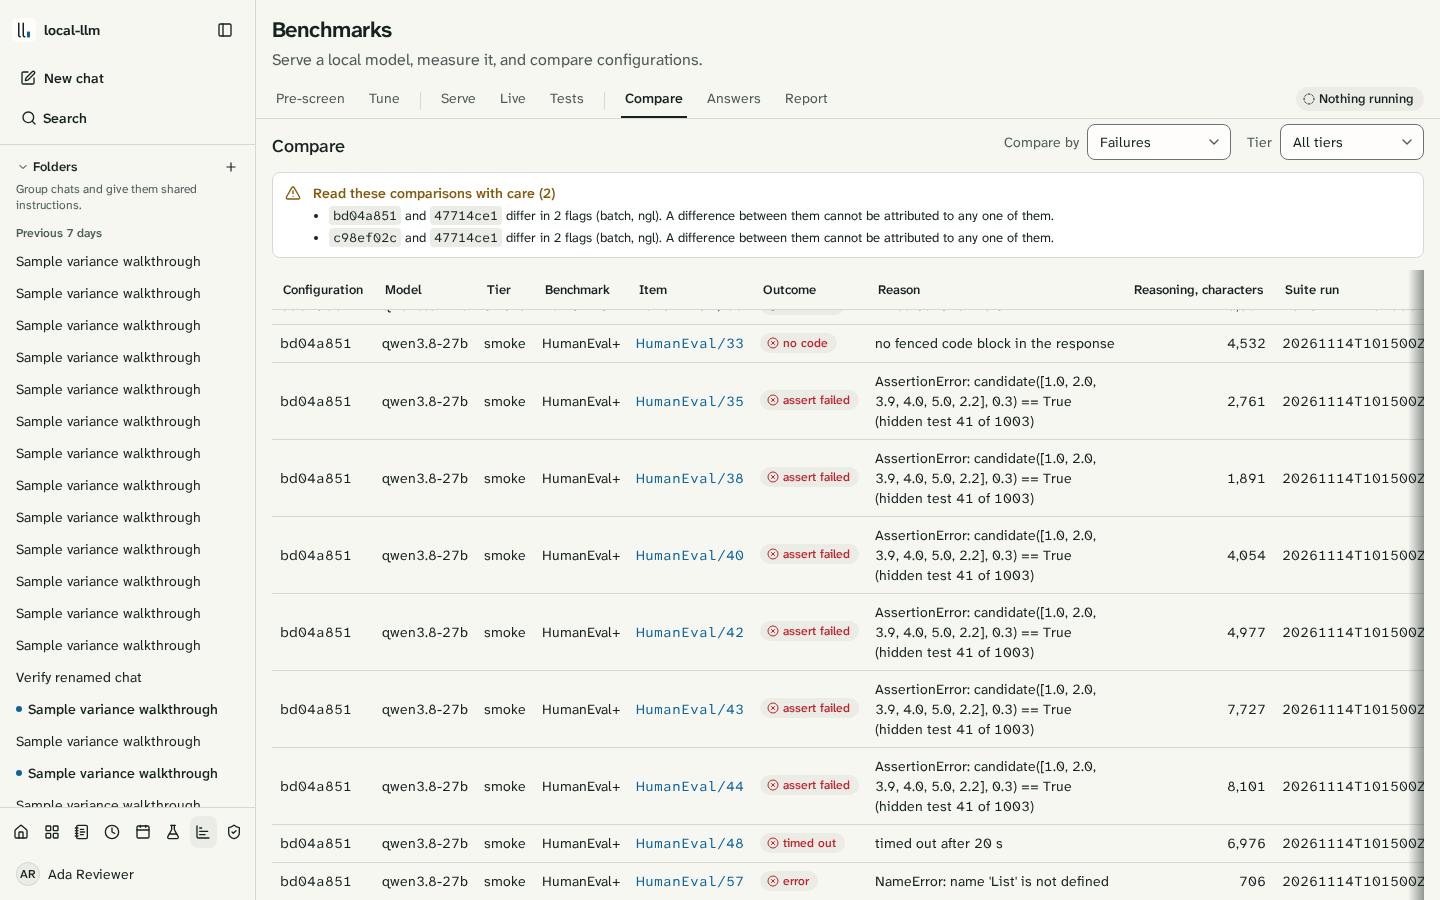 local-llm
New chat
Search
Folders
Group chats and give them shared
instructions.
Previous 7 days
Sample variance walkthrough
Sample variance walkthrough
Sample variance walkthrough
Sample variance walkthrough
Sample variance walkthrough
Sample variance walkthrough
Sample variance walkthrough
Sample variance walkthrough
Sample variance walkthrough
Sample variance walkthrough
Sample variance walkthrough
Sample variance walkthrough
Sample variance walkthrough
Verify renamed chat
Sample variance walkthrough
Sample variance walkthrough
Sample variance walkthrough
Sample variance walkthrough
AR Ada Reviewer
Benchmarks
Serve a local model, measure it, and compare configurations.
Pre-screen Tune Serve Live Tests Compare Answers Report Nothing running
Compare Compare by Failures Tier All tiers
Read these comparisons with care (2)
• bd04a851 and 47714ce1 differ in 2 flags (batch, ngl). A difference between them cannot be attributed to any one of them.
• c98ef02c and 47714ce1 differ in 2 flags (batch, ngl). A difference between them cannot be attributed to any one of them.
Configuration Model Tier Benchmark Item Outcome Reason Reasoning, characters Suite run
bd04a851 qwen3.8-27b smoke HumanEval+ HumanEval/33 no code no fenced code block in the response 4,532 20261114T101500Z
bd04a851 qwen3.8-27b smoke HumanEval+ HumanEval/35 assert failed AssertionError: candidate([1.0, 2.0,
3.9, 4.0, 5.0, 2.2], 0.3) == True
(hidden test 41 of 1003) 2,761 20261114T101500Z
bd04a851 qwen3.8-27b smoke HumanEval+ HumanEval/38 assert failed AssertionError: candidate([1.0, 2.0,
3.9, 4.0, 5.0, 2.2], 0.3) == True
(hidden test 41 of 1003) 1,891 20261114T101500Z
bd04a851 qwen3.8-27b smoke HumanEval+ HumanEval/40 assert failed AssertionError: candidate([1.0, 2.0,
3.9, 4.0, 5.0, 2.2], 0.3) == True
(hidden test 41 of 1003) 4,054 20261114T101500Z
bd04a851 qwen3.8-27b smoke HumanEval+ HumanEval/42 assert failed AssertionError: candidate([1.0, 2.0,
3.9, 4.0, 5.0, 2.2], 0.3) == True
(hidden test 41 of 1003) 4,977 20261114T101500Z
bd04a851 qwen3.8-27b smoke HumanEval+ HumanEval/43 assert failed AssertionError: candidate([1.0, 2.0,
3.9, 4.0, 5.0, 2.2], 0.3) == True
(hidden test 41 of 1003) 7,727 20261114T101500Z
bd04a851 qwen3.8-27b smoke HumanEval+ HumanEval/44 assert failed AssertionError: candidate([1.0, 2.0,
3.9, 4.0, 5.0, 2.2], 0.3) == True
(hidden test 41 of 1003) 8,101 20261114T101500Z
bd04a851 qwen3.8-27b smoke HumanEval+ HumanEval/48 timed out timed out after 20 s 6,976 20261114T101500Z
bd04a851 qwen3.8-27b smoke HumanEval+ HumanEval/57 error NameError: name 'List' is not defined 706 20261114T101500Z